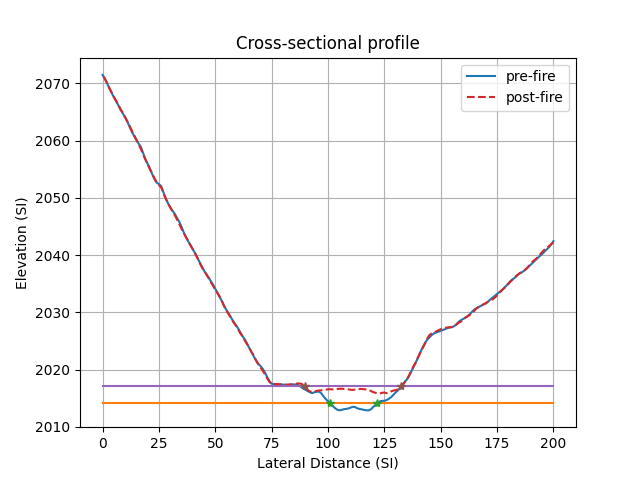 Cross-sectional profile
pre-fire
post-fire
Elevation (SI)
2070
2060
2050
2040
2030
2020
2010
0 25 50 75 100 125 150 175 200
Lateral Distance (SI)